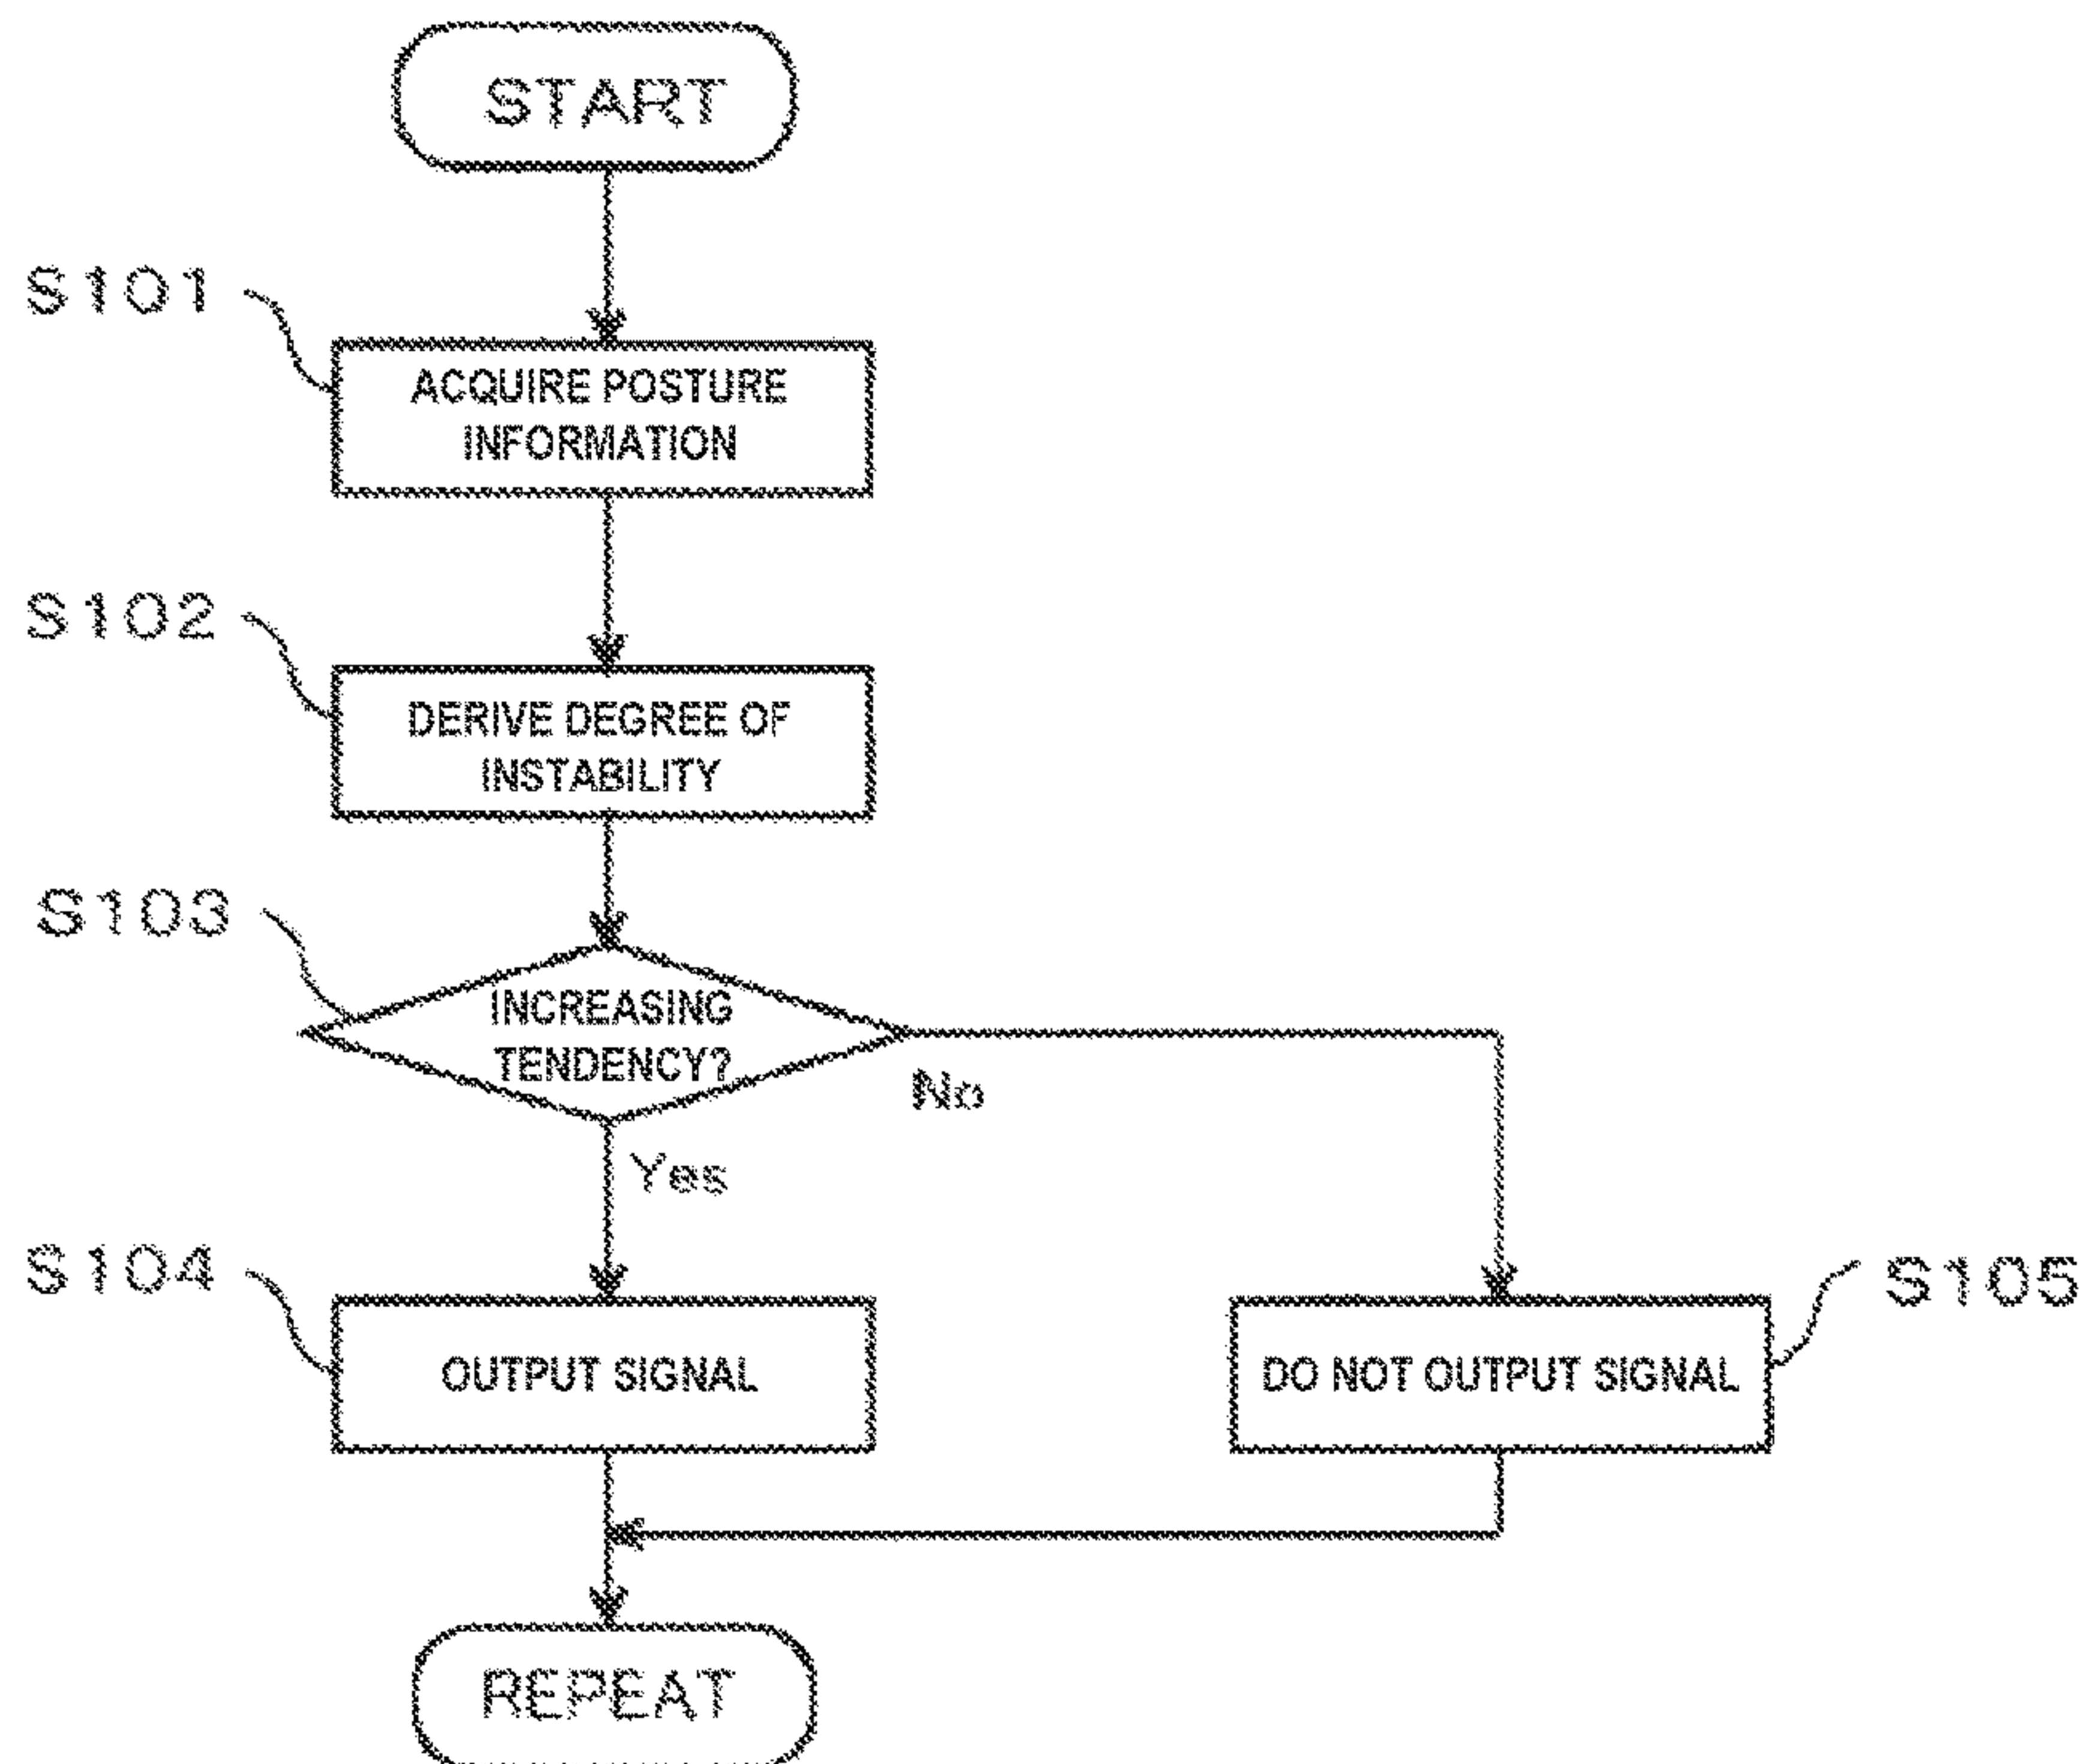 START
S101
ACQUIRE POSTURE
INFORMATION
S102
DERIVE DEGREE OF
INSTABILITY
S103
INCREASING
TENDENCY?
No
Yes
S104
OUTPUT SIGNAL
DO NOT OUTPUT SIGNAL
S105
REPEAT